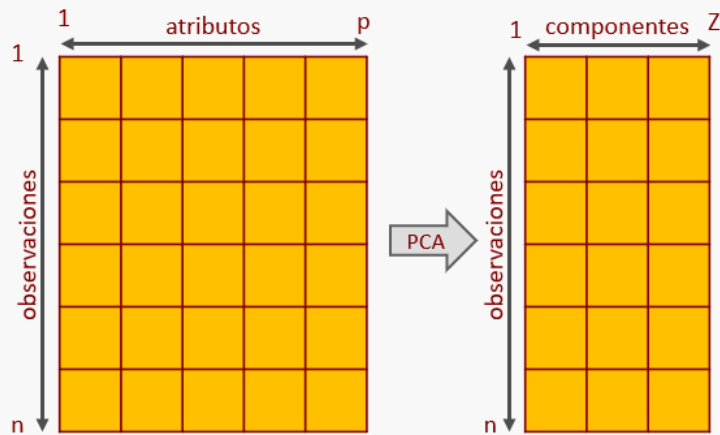 1 atributos p
1
observaciones
n
PCA
1 componentes Z
observaciones
n